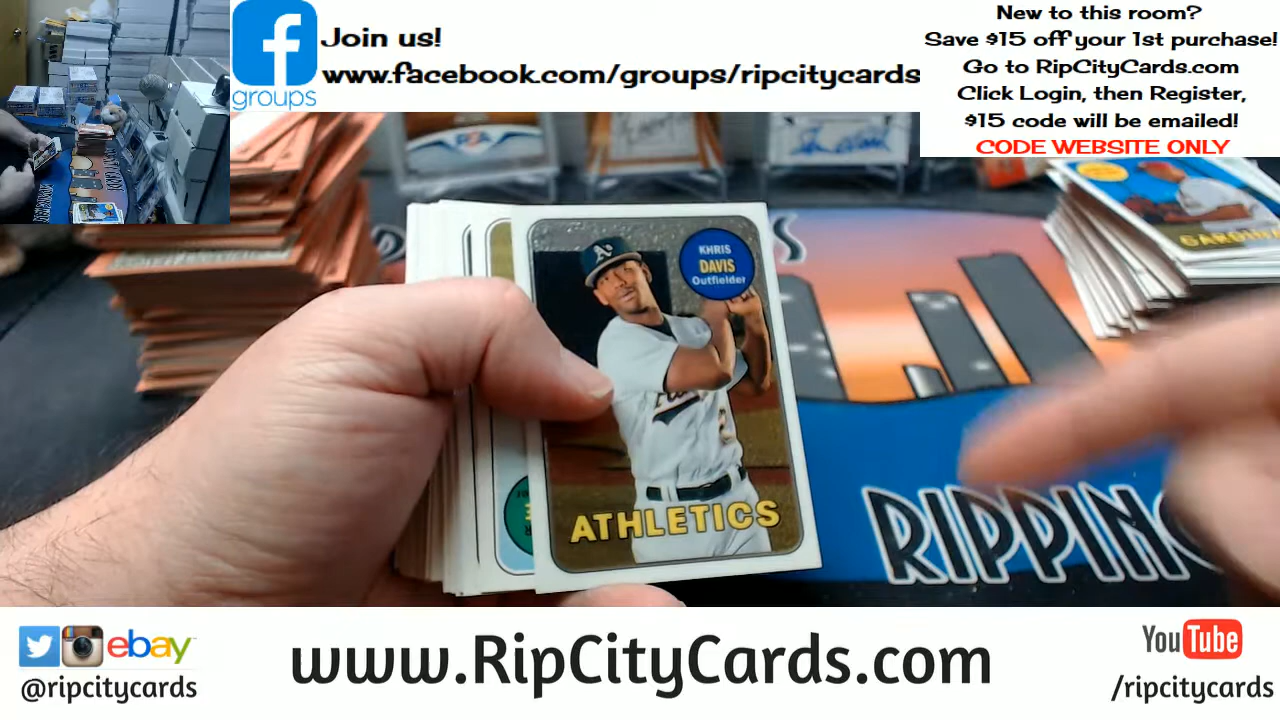 f
groups
Join us!
www.facebook.com/groups/ripcitycards
New to this room?
Save $15 off your 1st purchase!
Go to RipCityCards.com
Click Login, then Register,
$15 code will be emailed!
CODE WEBSITE ONLY
A's
KHRIS
DAVIS
Outfielder
ATHLETICS
RIPPING
ebay
@ripcitycards
www.RipCityCards.com
YouTube
/ripcitycards